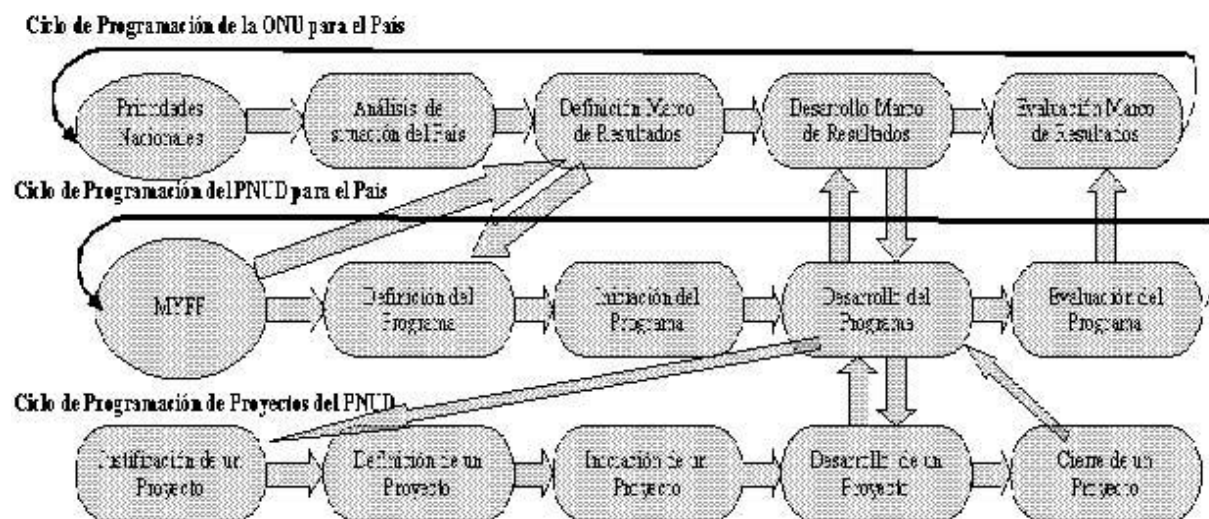 Ciclo de Programación de la ONU para el País
Prioridades
Nacionales
Análisis de
situación del País
Definición Marco
de Resultados
Desarrollo Marco
de Resultados
Evaluación Marco
de Resultados
Ciclo de Programación del PNUD para el País
MYFF
Definición del
Programa
Iniciación del
Programa
Desarrollo del
Programa
Evaluación del
Programa
Ciclo de Programación de Proyectos del PNUD
Justificación de un
Proyecto
Definición de un
Proyecto
Iniciación de un
Proyecto
Desarrollo de un
Proyecto
Cierre de un
Proyecto